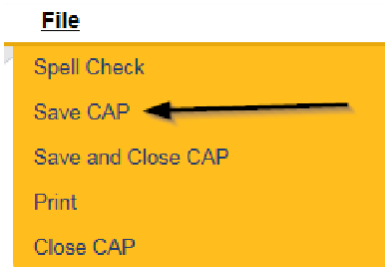 File
Spell Check
Save CAP
Save and Close CAP
Print
Close CAP